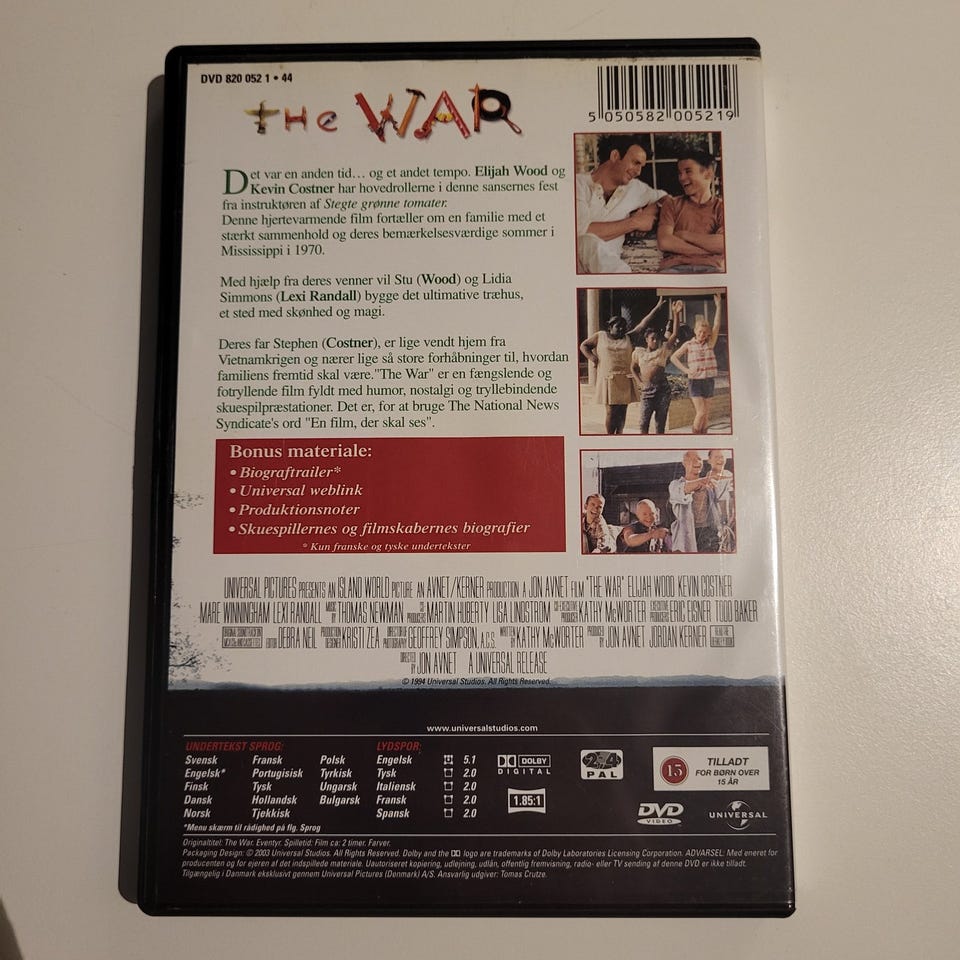 DVD 820 052 1 • 44
THe WAR
5 050582 005219
Det var en anden tid… og et andet tempo. Elijah Wood og
Kevin Costner har hovedrollerne i denne sansernes fest
fra instruktøren af Stegte grønne tomater.
Denne hjertevarmende film fortæller om en familie med et
stærkt sammenhold og deres bemærkelsesværdige sommer i
Mississippi i 1970.
Med hjælp fra deres venner vil Stu (Wood) og Lidia
Simmons (Lexi Randall) bygge det ultimative træhus,
et sted med skønhed og magi.
Deres far Stephen (Costner), er lige vendt hjem fra
Vietnamkrigen og nærer lige så store forhåbninger til, hvordan
familiens fremtid skal være."The War" er en fængslende og
fotryllende film fyldt med humor, nostalgi og tryllebindende
skuespilpræstationer. Det er, for at bruge The National News
Syndicate's ord "En film, der skal ses".
Bonus materiale:
• Biograftrailer*
• Universal weblink
• Produktionsnoter
• Skuespillernes og filmskabernes biografier
* Kun franske og tyske undertekster
UNIVERSAL PICTURES PRESENTS AN ISLAND WORLD PICTURE AN AVNET/KERNER PRODUCTION A JON AVNET FILM "THE WAR" ELIJAH WOOD KEVIN COSTNER
MARE WINNINGHAM LEXI RANDALL MUSIC BY THOMAS NEWMAN CO-PRODUCERS MARTIN HUBERTY LISA LINDSTROM CO-EXECUTIVE PRODUCER KATHY McWORTER EXECUTIVE PRODUCERS ERIC EISNER TODD BAKER
EDITOR DEBRA NEIL PRODUCTION DESIGNER KRISTI ZEA DIRECTOR OF PHOTOGRAPHY GEOFFREY SIMPSON, A.C.S. WRITTEN BY KATHY McWORTER PRODUCED BY JON AVNET JORDAN KERNER
DIRECTED BY JON AVNET A UNIVERSAL RELEASE
© 1994 Universal Studios. All Rights Reserved.
www.universalstudios.com
UNDERTEKST SPROG:
Svensk Fransk Polsk
Engelsk* Portugisisk Tyrkisk
Finsk Tysk Ungarsk
Dansk Hollandsk Bulgarsk
Norsk Tjekkisk
*Menu skærm til rådighed på flg. Sprog
LYDSPOR:
Engelsk 5.1
Tysk 2.0
Italiensk 2.0
Fransk 2.0
Spansk 2.0
DOLBY
DIGITAL
1.85:1
2 4
PAL
15
TILLADT
FOR BØRN OVER
15 ÅR
DVD
VIDEO
UNIVERSAL
Originaltitel: The War. Eventyr. Spilletid: Film ca: 2 timer. Farver.
Packaging Design: © 2003 Universal Studios. All Rights Reserved. Dolby and the logo are trademarks of Dolby Laboratories Licensing Corporation. ADVARSEL: Med eneret for
producenten og for ejeren af det indspillede materiale. Uautoriseret kopiering, udlejning, udlån, offentlig fremvisning, radio- eller TV sending af denne DVD er ikke tilladt.
Tilgængelig i Danmark eksklusivt gennem Universal Pictures (Denmark) A/S. Ansvarlig udgiver: Tomas Crutze.